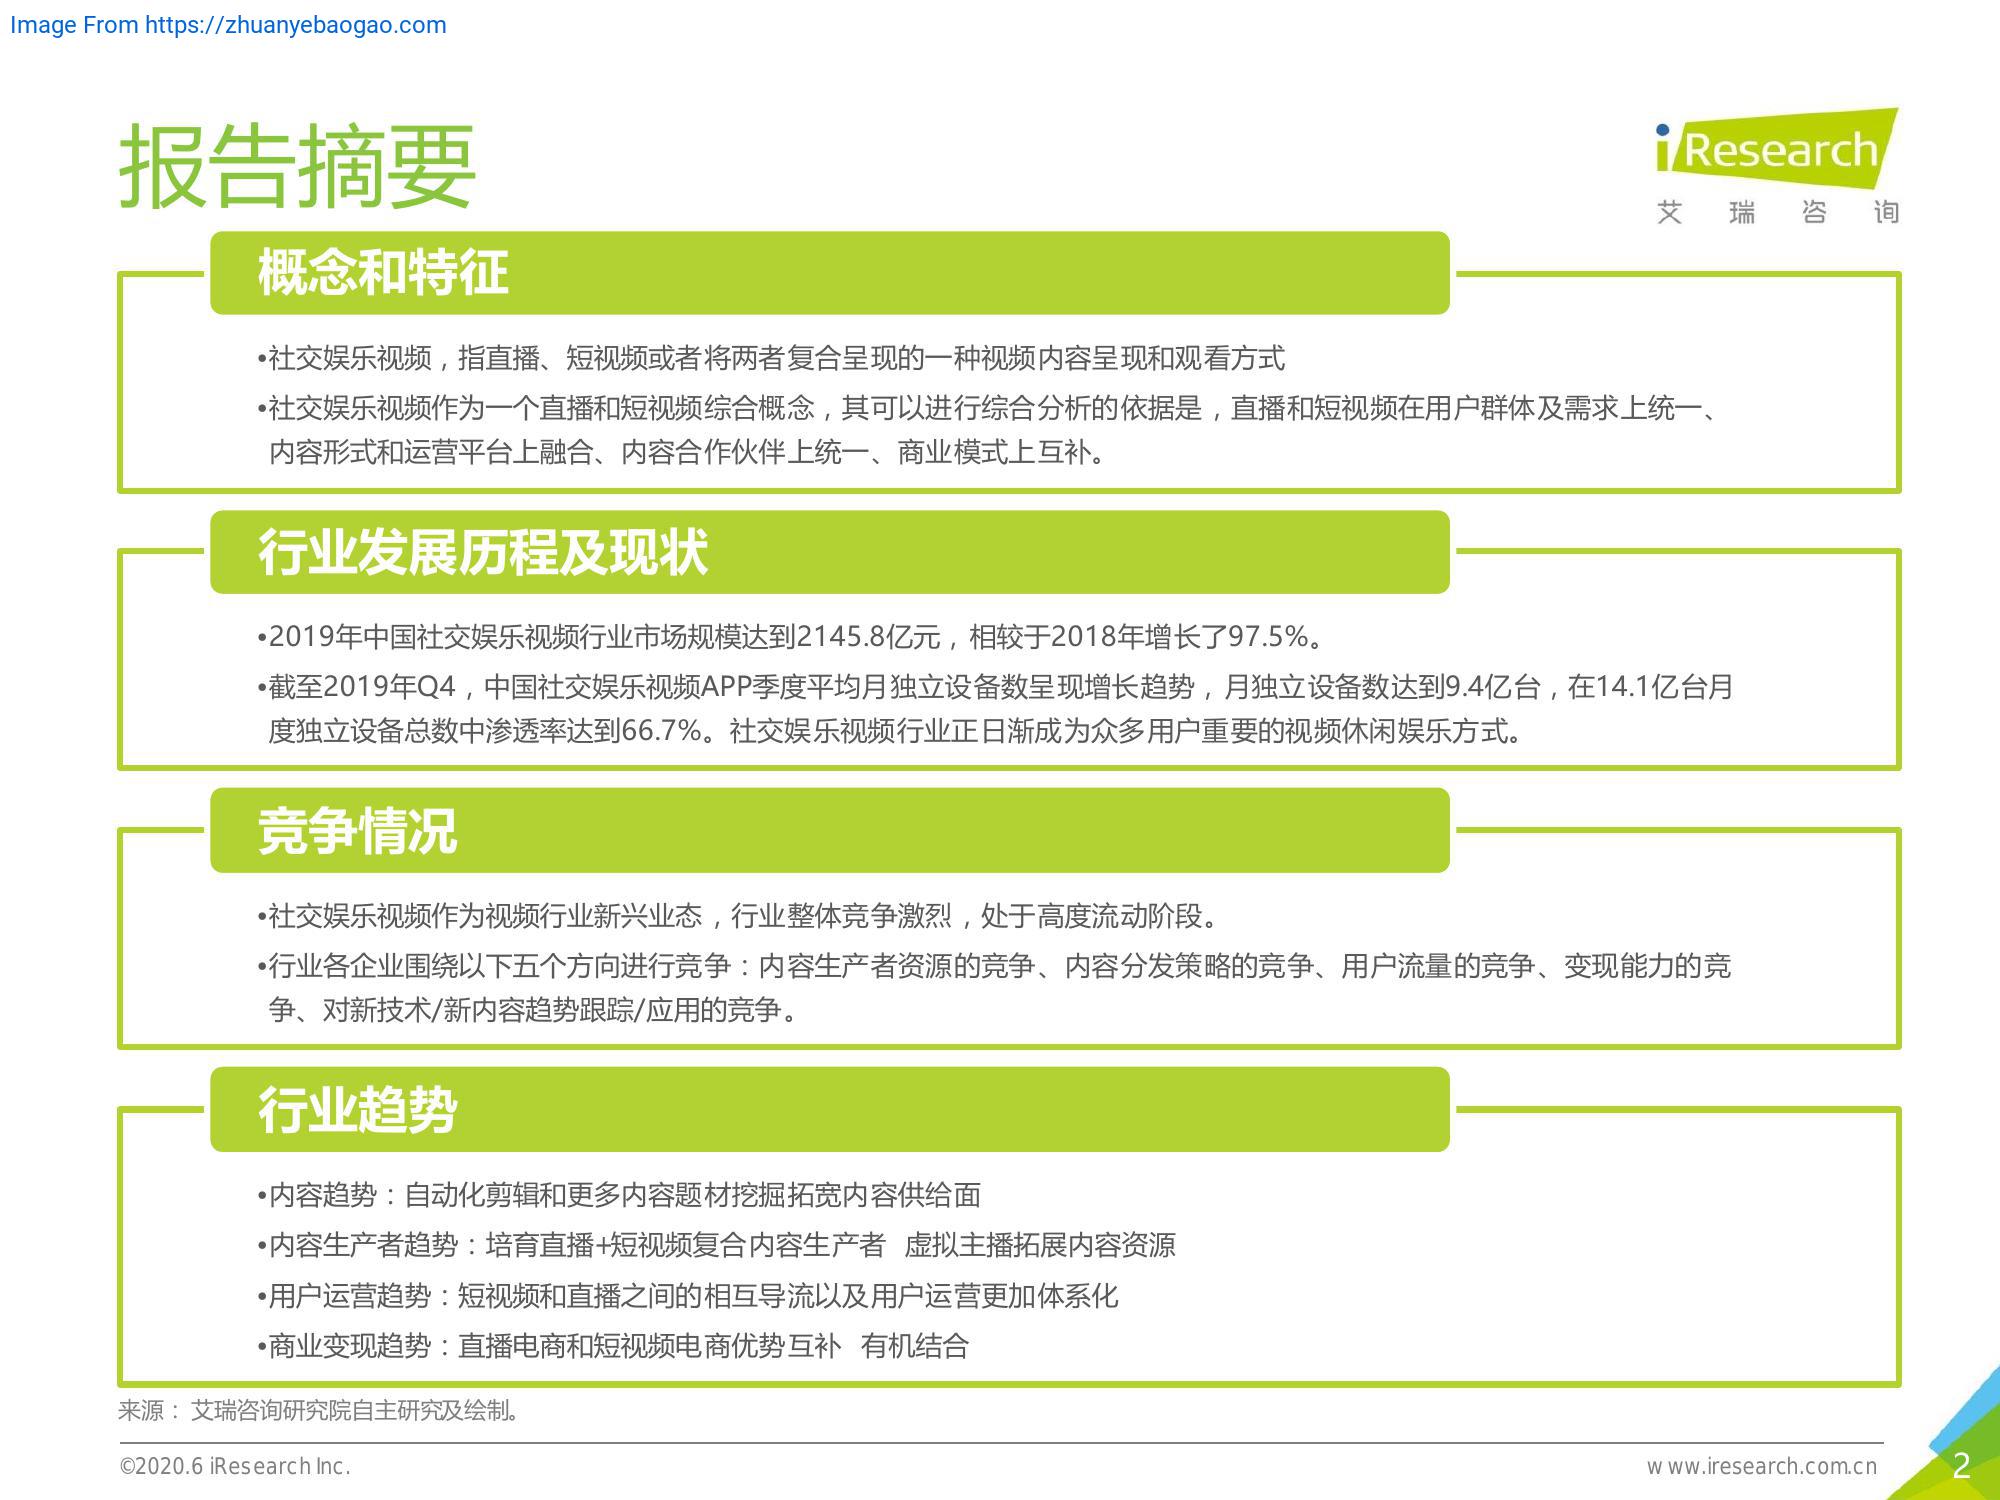 Image From https://zhuanyebaogao.com
报告摘要
iResearch
艾瑞咨询
概念和特征
•社交娱乐视频，指直播、短视频或者将两者复合呈现的一种视频内容呈现和观看方式
•社交娱乐视频作为一个直播和短视频综合概念，其可以进行综合分析的依据是，直播和短视频在用户群体及需求上统一、
内容形式和运营平台上融合、内容合作伙伴上统一、商业模式上互补。
行业发展历程及现状
•2019年中国社交娱乐视频行业市场规模达到2145.8亿元，相较于2018年增长了97.5%。
•截至2019年Q4，中国社交娱乐视频APP季度平均月独立设备数呈现增长趋势，月独立设备数达到9.4亿台，在14.1亿台月
度独立设备总数中渗透率达到66.7%。社交娱乐视频行业正日渐成为众多用户重要的视频休闲娱乐方式。
竞争情况
•社交娱乐视频作为视频行业新兴业态，行业整体竞争激烈，处于高度流动阶段。
•行业各企业围绕以下五个方向进行竞争：内容生产者资源的竞争、内容分发策略的竞争、用户流量的竞争、变现能力的竞
争、对新技术/新内容趋势跟踪/应用的竞争。
行业趋势
•内容趋势：自动化剪辑和更多内容题材挖掘拓宽内容供给面
•内容生产者趋势：培育直播+短视频复合内容生产者 虚拟主播拓展内容资源
•用户运营趋势：短视频和直播之间的相互导流以及用户运营更加体系化
•商业变现趋势：直播电商和短视频电商优势互补 有机结合
来源：艾瑞咨询研究院自主研究及绘制。
©2020.6 iResearch Inc.
www.iresearch.com.cn
2